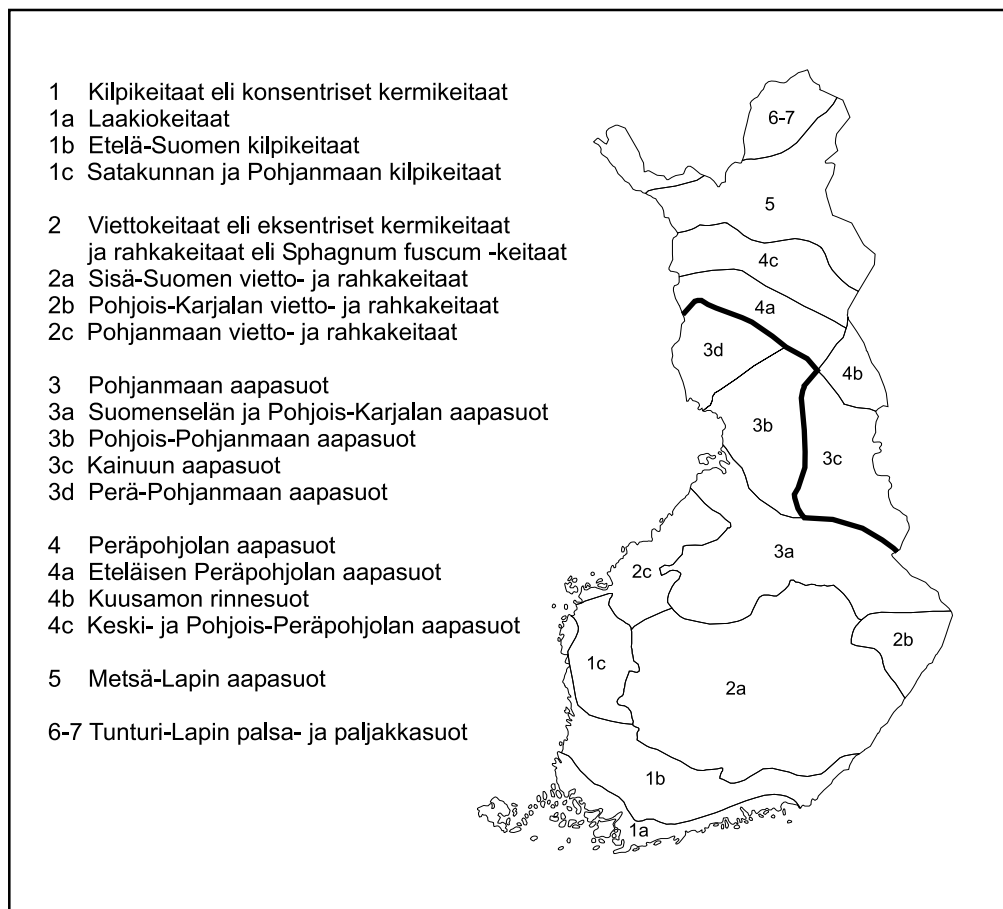 1 Kilpikeitaat eli konsentriset kermikeitaat
1a Laakiokeitaat
1b Etelä-Suomen kilpikeitaat
1c Satakunnan ja Pohjanmaan kilpikeitaat
2 Viettokeitaat eli eksentriset kermikeitaat
ja rahkakeitaat eli Sphagnum fuscum -keitaat
2a Sisä-Suomen vietto- ja rahkakeitaat
2b Pohjois-Karjalan vietto- ja rahkakeitaat
2c Pohjanmaan vietto- ja rahkakeitaat
3 Pohjanmaan aapasuot
3a Suomenselän ja Pohjois-Karjalan aapasuot
3b Pohjois-Pohjanmaan aapasuot
3c Kainuun aapasuot
3d Perä-Pohjanmaan aapasuot
4 Peräpohjolan aapasuot
4a Eteläisen Peräpohjolan aapasuot
4b Kuusamon rinnesuot
4c Keski- ja Pohjois-Peräpohjolan aapasuot
5 Metsä-Lapin aapasuot
6-7 Tunturi-Lapin palsa- ja paljakkasuot
6-7
5
4c
4a
3d
4b
3b
3c
3a
2c
2b
1c
2a
1b
1a